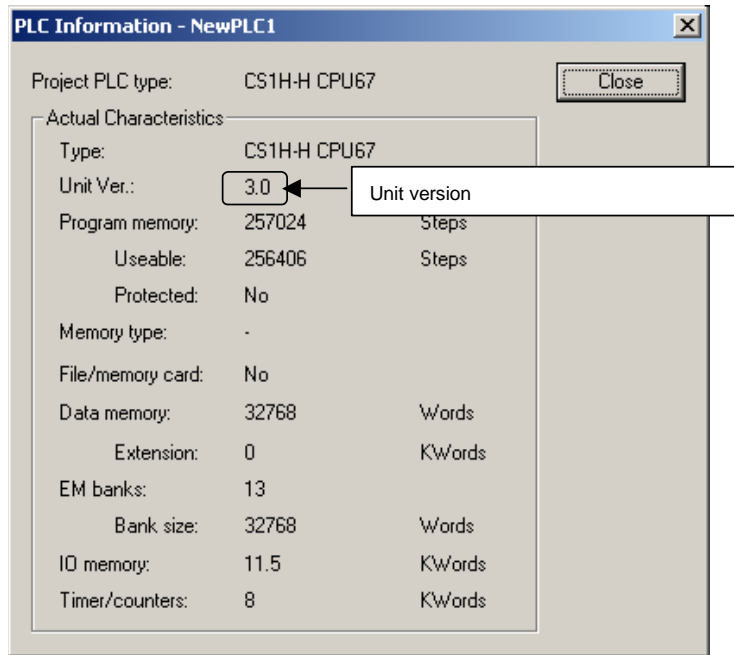 PLC Information - NewPLC1
Project PLC type: CS1H-H CPU67 Close
Actual Characteristics
Type: CS1H-H CPU67
Unit Ver.: 3.0 Unit version
Program memory: 257024 Steps
Useable: 256406 Steps
Protected: No
Memory type: -
File/memory card: No
Data memory: 32768 Words
Extension: 0 KWords
EM banks: 13
Bank size: 32768 Words
IO memory: 11.5 KWords
Timer/counters: 8 KWords